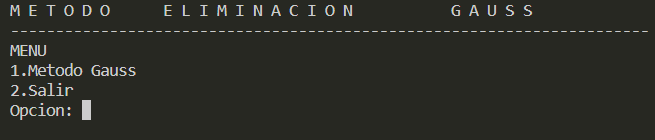 M E T O D O     E L I M I N A C I O N          G A U S S
--------------------------------------------------------------------------------
MENU
1.Metodo Gauss
2.Salir
Opcion: